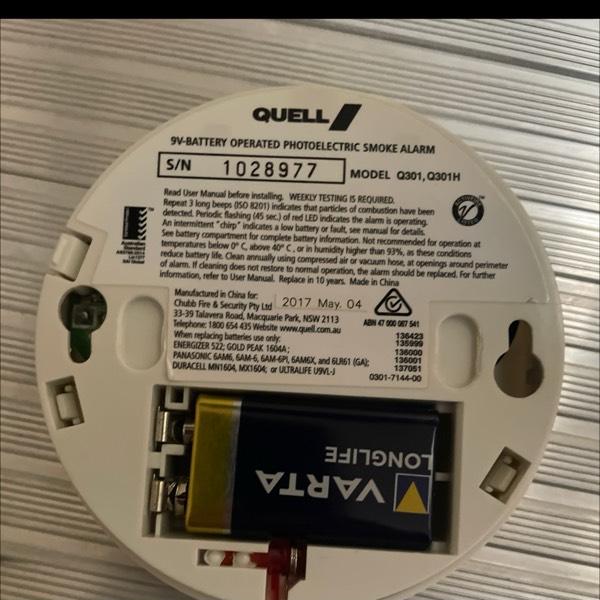 QUELL
9V-BATTERY OPERATED PHOTOELECTRIC SMOKE ALARM
S/N 1028977 MODEL Q301, Q301H
Read User Manual before installing. WEEKLY TESTING IS REQUIRED.
Repeat 3 long beeps (ISO 8201) indicates that particles of combustion have been
detected. Periodic flashing (45 sec.) of red LED indicates the alarm is operating.
An intermittent "chirp" indicates a low battery or fault, see manual for details.
See battery compartment for complete battery information. Not recommended for operation at
temperatures below 0° C, above 40° C, or in humidity higher than 93%, as these conditions
reduce battery life. Clean annually using compressed air or vacuum hose, at openings around perimeter
of alarm. If cleaning does not restore to normal operation, the alarm should be replaced. For further
information, refer to User Manual. Replace in 10 years. Made in China
Australian
Standard
Manufactured in China for:
Chubb Fire & Security Pty Ltd 2017 May. 04
33-39 Talavera Road, Macquarie Park, NSW 2113
ABN 47 000 067 541
Telephone: 1800 654 435 Website www.quell.com.au
When replacing batteries use only:
ENERGIZER 522; GOLD PEAK 1604A;
PANASONIC 6AM6, 6AM-6, 6AM-6PI, 6AM6X, and 6LR61 (GA);
DURACELL MN1604, MX1604; or ULTRALIFE U9VL-J
136423
135999
136000
136001
137051
0301-7144-00
VARTA
LONGLIFE